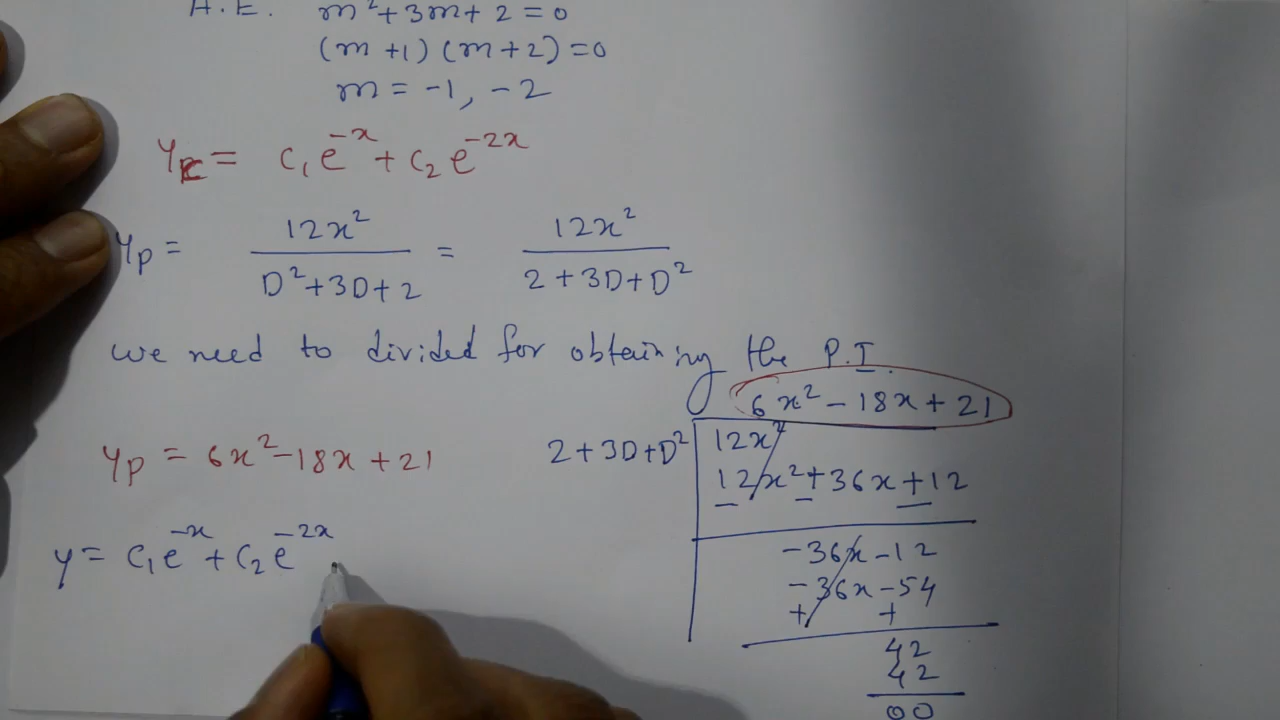 A.E. m²+3m+2=0
(m+1)(m+2)=0
m = -1, -2
yc = c₁e^{-x} + c₂e^{-2x}
yp = 12x² / (D²+3D+2) = 12x² / (2+3D+D²)
we need to divided for obtaining the P.I.
6x² - 18x + 21
yp = 6x² - 18x + 21
2+3D+D² 12x²
12x² + 36x + 12
- - -
-36x - 12
-36x - 54
+ +
42
42
00
y = c₁e^{-x} + c₂e^{-2x}